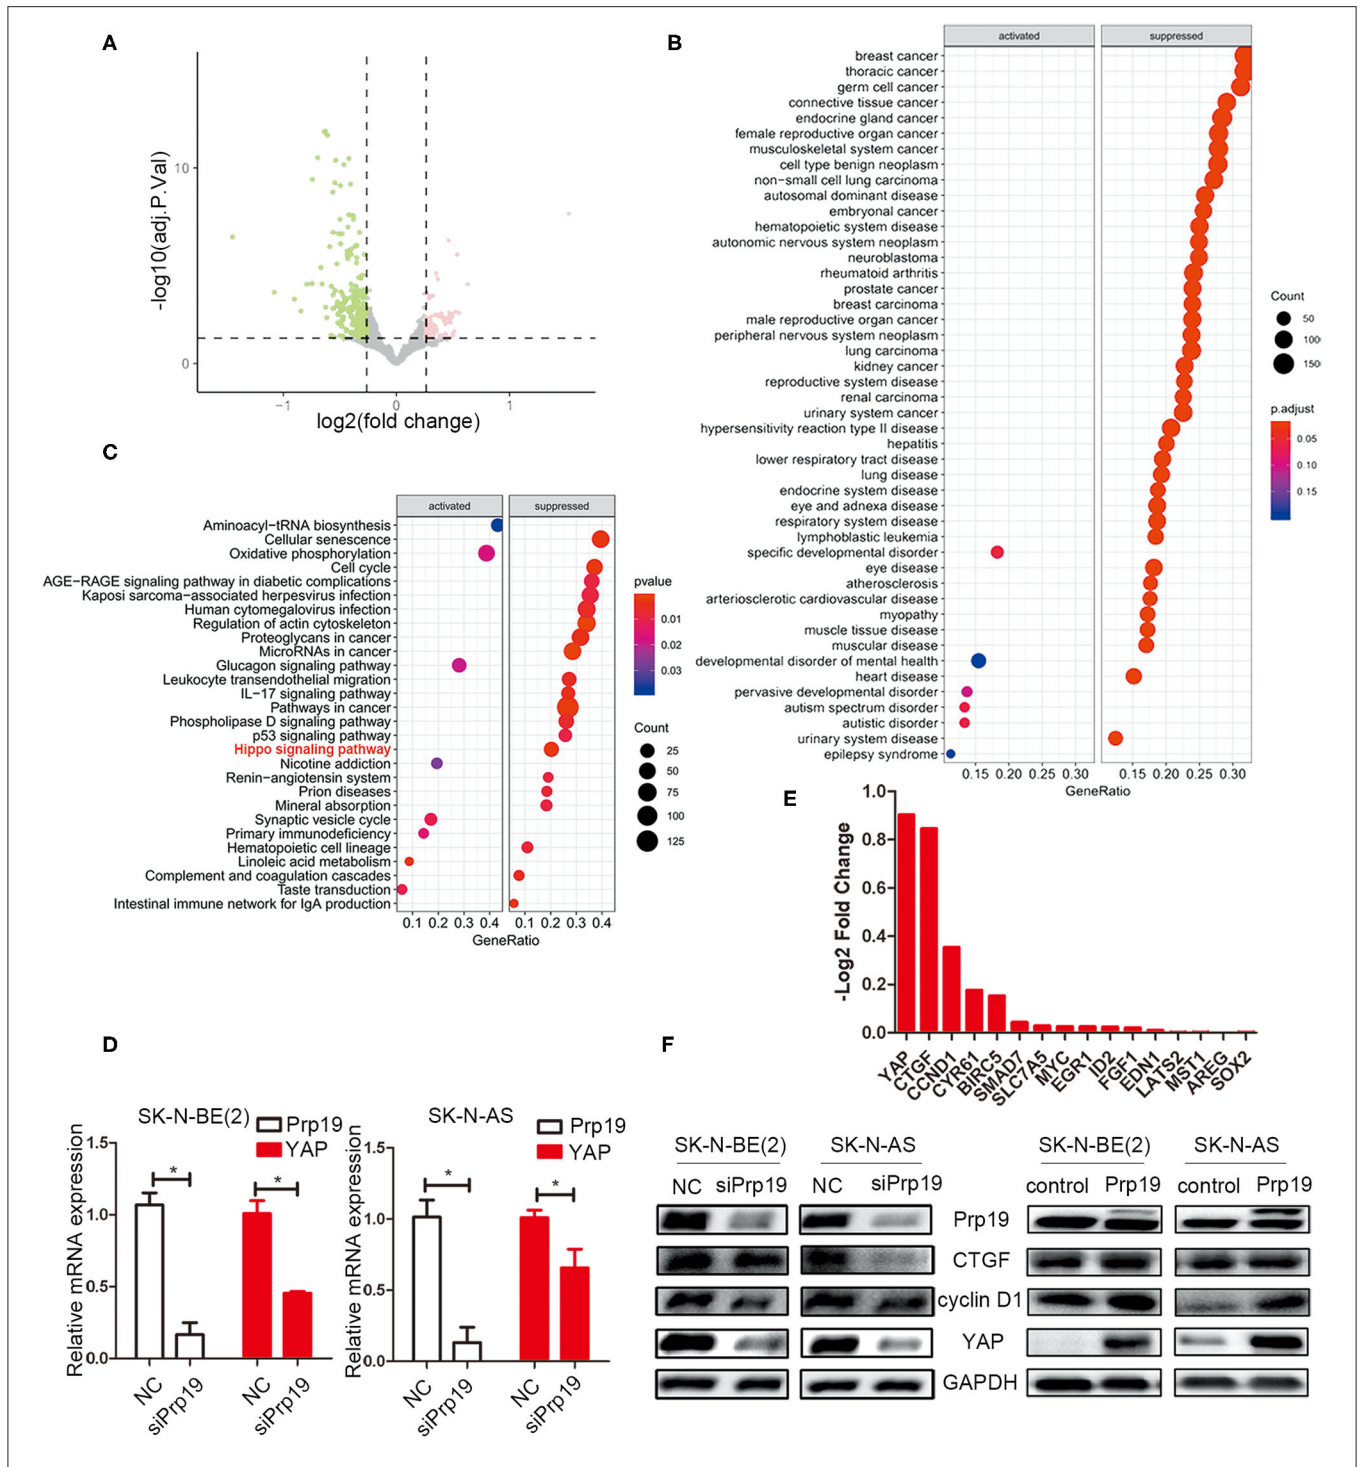 A
-log10(adj.P.Val)
10
0
−1
0
1
log2(fold change)
B
activated
suppressed
breast cancer
thoracic cancer
germ cell cancer
connective tissue cancer
endocrine gland cancer
female reproductive organ cancer
musculoskeletal system cancer
cell type benign neoplasm
non−small cell lung carcinoma
autosomal dominant disease
embryonal cancer
hematopoietic system disease
autonomic nervous system neoplasm
neuroblastoma
rheumatoid arthritis
prostate cancer
breast carcinoma
male reproductive organ cancer
peripheral nervous system neoplasm
lung carcinoma
kidney cancer
reproductive system disease
renal carcinoma
urinary system cancer
hypersensitivity reaction type II disease
hepatitis
lower respiratory tract disease
lung disease
endocrine system disease
eye and adnexa disease
respiratory system disease
lymphoblastic leukemia
specific developmental disorder
eye disease
atherosclerosis
arteriosclerotic cardiovascular disease
myopathy
muscle tissue disease
muscular disease
developmental disorder of mental health
heart disease
pervasive developmental disorder
autism spectrum disorder
autistic disorder
urinary system disease
epilepsy syndrome
0.15 0.20 0.25 0.30
0.15 0.20 0.25 0.30
GeneRatio
Count
50
100
150
p.adjust
0.05
0.10
0.15
C
activated
suppressed
Aminoacyl−tRNA biosynthesis
Cellular senescence
Oxidative phosphorylation
Cell cycle
AGE−RAGE signaling pathway in diabetic complications
Kaposi sarcoma−associated herpesvirus infection
Human cytomegalovirus infection
Regulation of actin cytoskeleton
Proteoglycans in cancer
MicroRNAs in cancer
Glucagon signaling pathway
Leukocyte transendothelial migration
IL−17 signaling pathway
Pathways in cancer
Phospholipase D signaling pathway
p53 signaling pathway
Hippo signaling pathway
Nicotine addiction
Renin−angiotensin system
Prion diseases
Mineral absorption
Synaptic vesicle cycle
Primary immunodeficiency
Hematopoietic cell lineage
Linoleic acid metabolism
Complement and coagulation cascades
Taste transduction
Intestinal immune network for IgA production
0.1 0.2 0.3 0.4
0.1 0.2 0.3 0.4
GeneRatio
pvalue
0.01
0.02
0.03
Count
25
50
75
100
125
E
-Log2 Fold Change
1.0
0.8
0.6
0.4
0.2
0.0
YAP
CTGF
CCND1
CYR61
BIRC5
SMAD7
SLC7A5
MYC
EGR1
ID2
FGF1
EDN1
LATS2
MST1
AREG
SOX2
D
SK-N-BE(2)
Prp19
YAP
Relative mRNA expression
1.5
1.0
0.5
0.0
*
*
NC
siPrp19
NC
siPrp19
SK-N-AS
Prp19
YAP
Relative mRNA expression
1.5
1.0
0.5
0.0
*
*
NC
siPrp19
NC
siPrp19
F
SK-N-BE(2) SK-N-AS SK-N-BE(2) SK-N-AS
NC siPrp19 NC siPrp19 control Prp19 control Prp19
Prp19
CTGF
cyclin D1
YAP
GAPDH